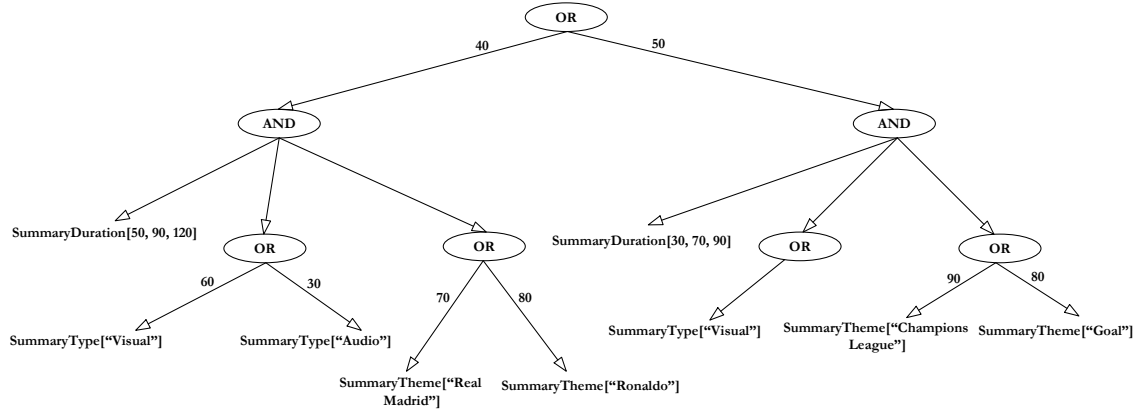 OR
40
50
AND
AND
SummaryDuration[50, 90, 120]
OR
OR
SummaryDuration[30, 70, 90]
OR
OR
60
30
70
80
90
80
SummaryType[“Visual”]
SummaryType[“Audio”]
SummaryTheme[“Real
Madrid”]
SummaryTheme[“Ronaldo”]
SummaryType[“Visual”]
SummaryTheme[“Champions
League”]
SummaryTheme[“Goal”]